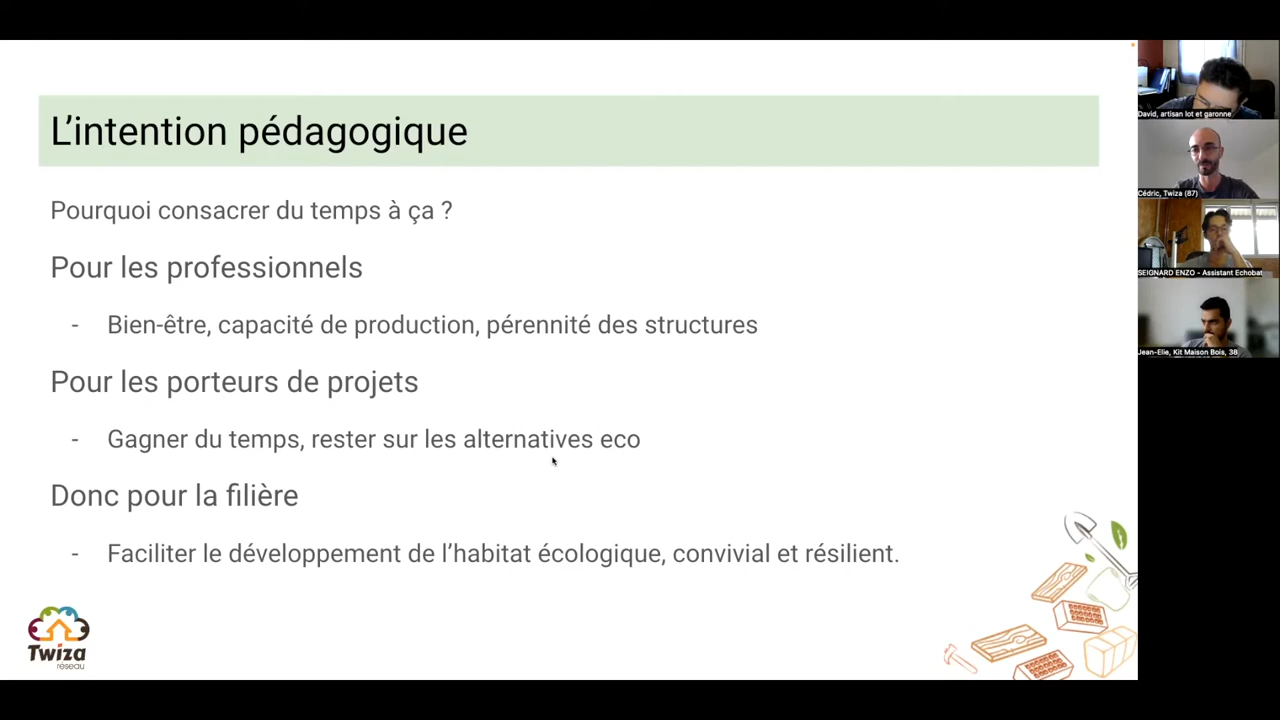 L'intention pédagogique
Pourquoi consacrer du temps à ça ?
Pour les professionnels
- Bien-être, capacité de production, pérennité des structures
Pour les porteurs de projets
- Gagner du temps, rester sur les alternatives eco
Donc pour la filière
- Faciliter le développement de l'habitat écologique, convivial et résilient.
Twiza
réseau
David, artisan lot et garonne
Cédric, Twiza (87)
SEIGNARD ENZO - Assistant Echobat
Jean-Elie, Kit Maison Bois, 38